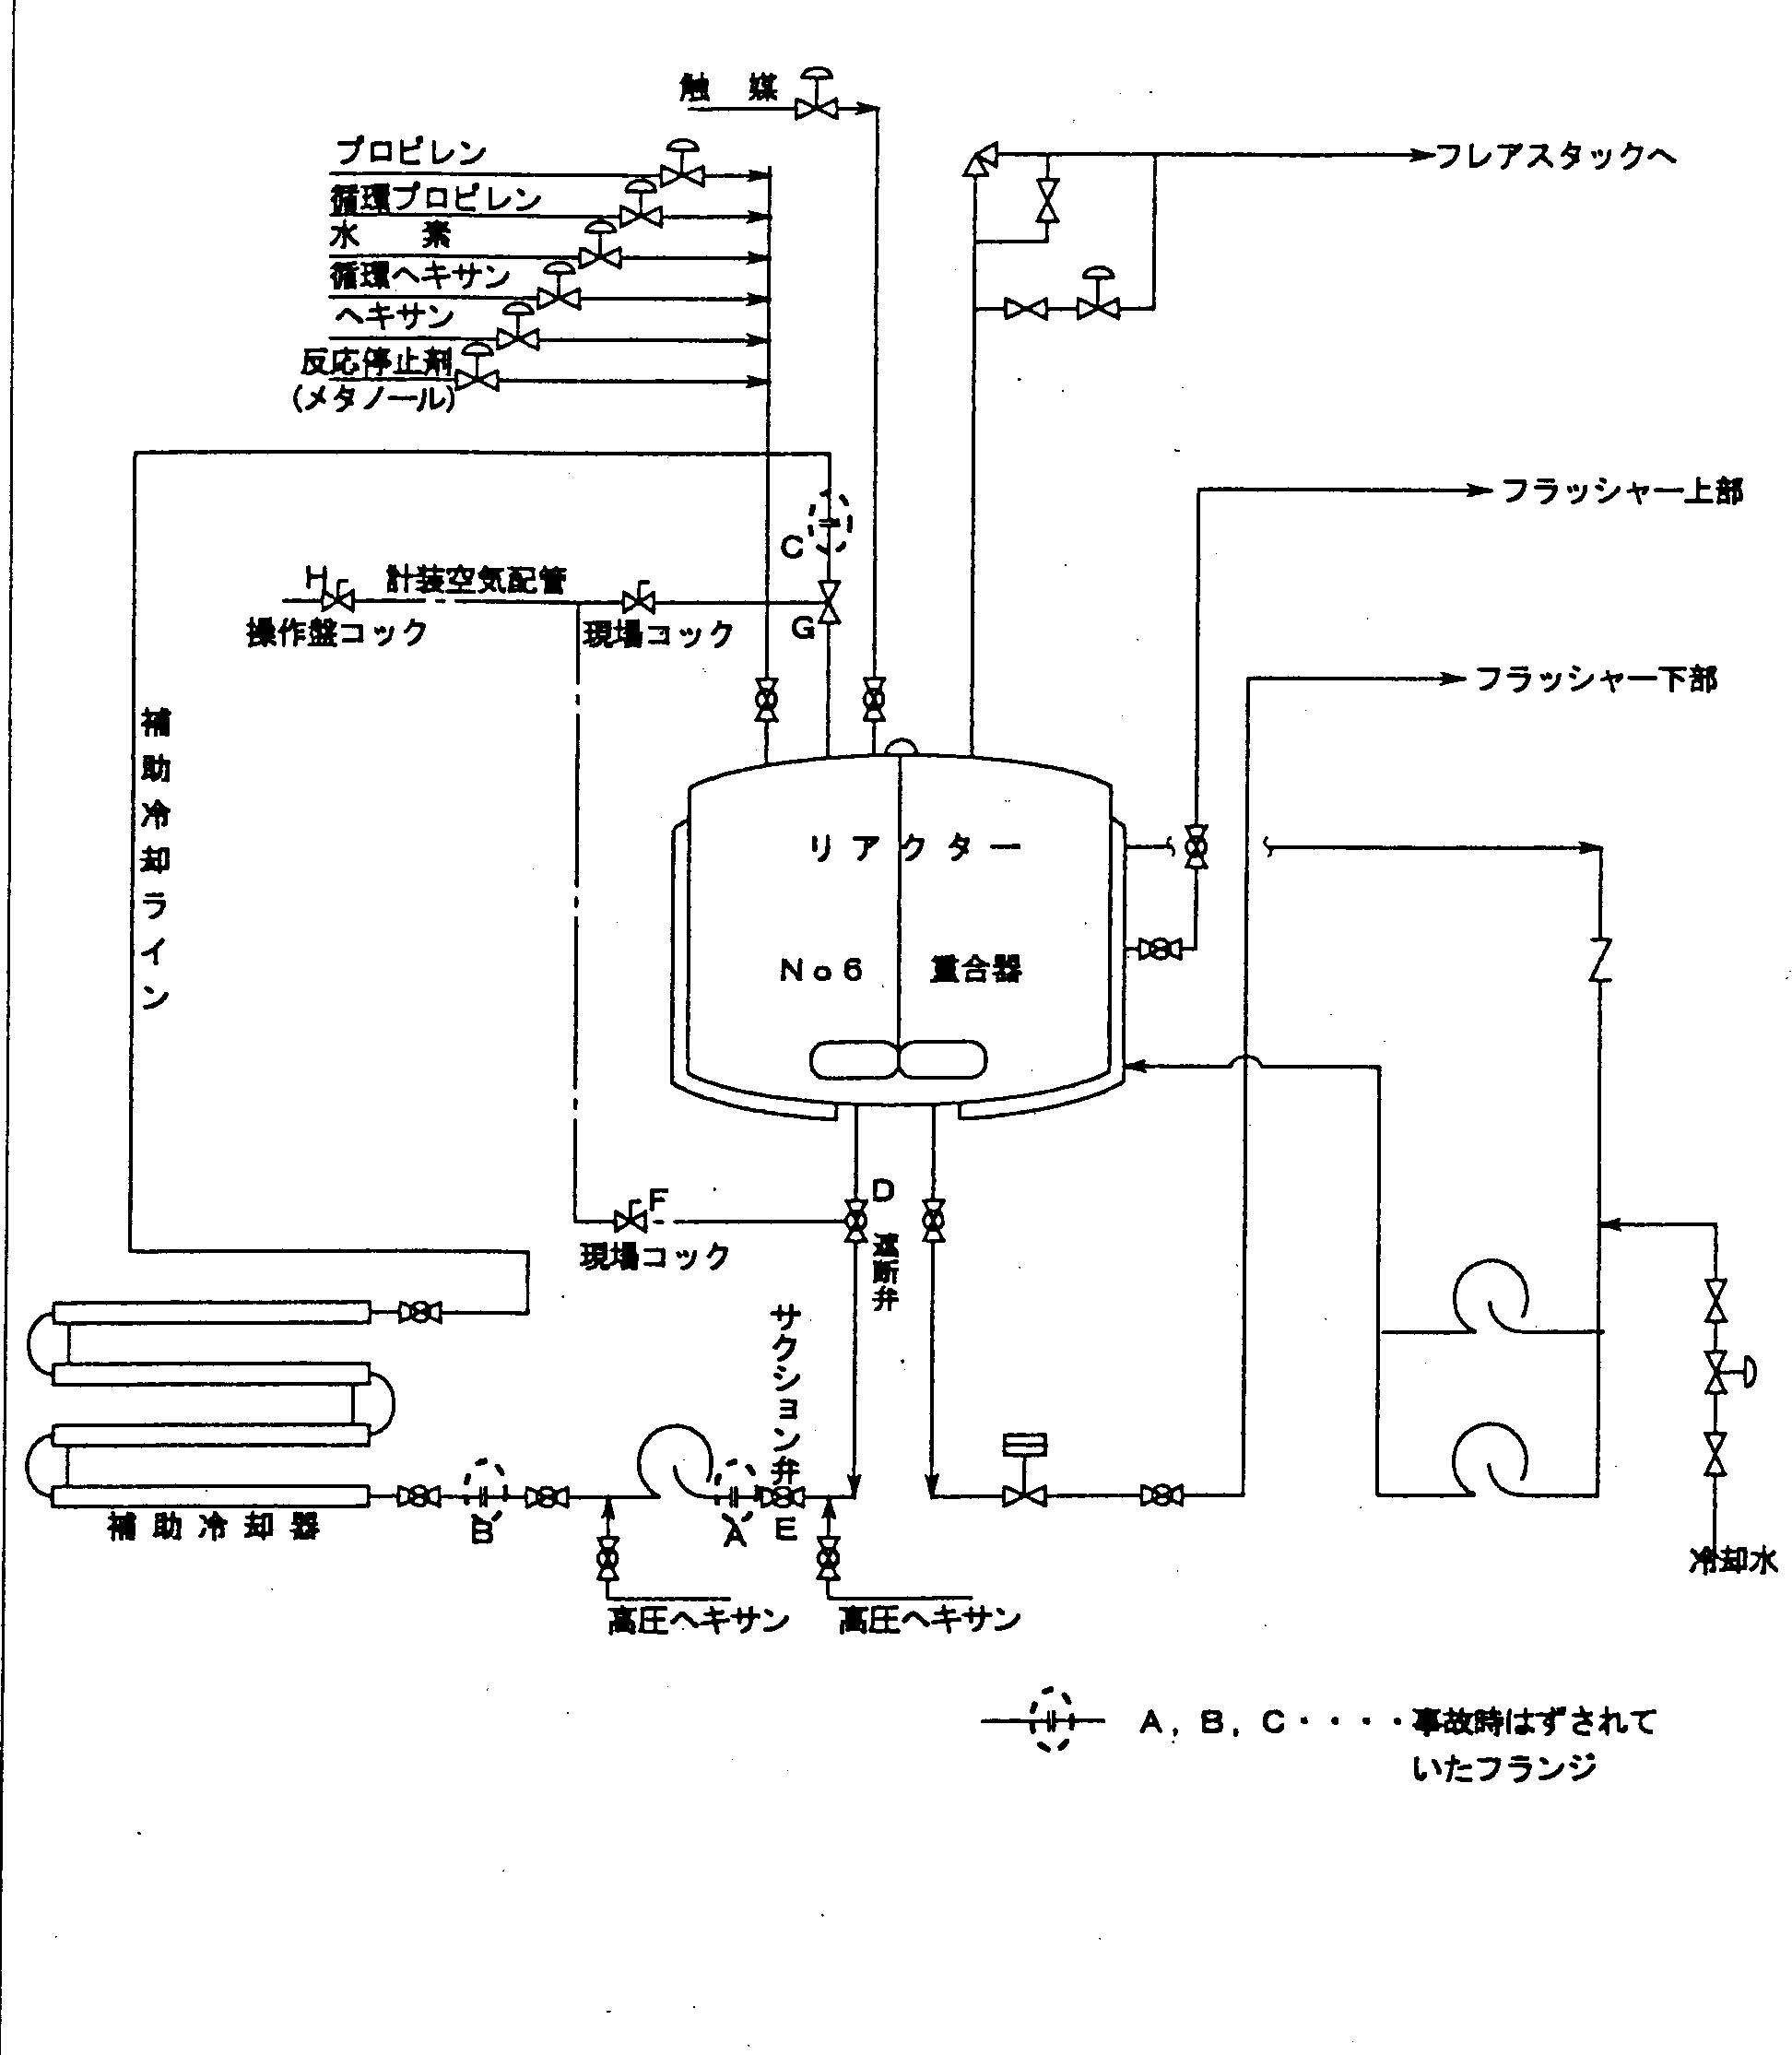 触　媒
プロピレン
循環プロピレン
水　素
循環ヘキサン
ヘキサン
反応停止剤
(メタノール)
フレアスタックへ
フラッシャー上部
C
H
計装空気配管
操作盤コック
現場コック
G
フラッシャー下部
補助冷却ライン
リアクター
No6　重合器
D
遮断弁
F
現場コック
サクション弁
補助冷却器
B
A
E
高圧ヘキサン
高圧ヘキサン
冷却水
A，B，C・・・・事故時はずされて
いたフランジ